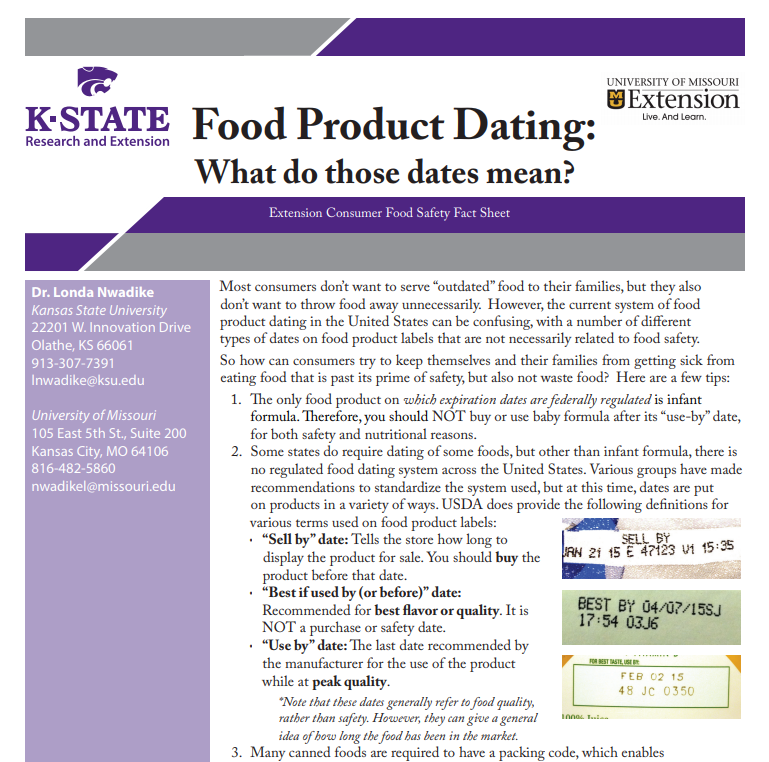 K-STATE
Research and Extension
UNIVERSITY OF MISSOURI
MU Extension
Live. And Learn.
Food Product Dating:
What do those dates mean?
Extension Consumer Food Safety Fact Sheet
Dr. Londa Nwadike
Kansas State University
22201 W. Innovation Drive
Olathe, KS 66061
913-307-7391
lnwadike@ksu.edu
University of Missouri
105 East 5th St., Suite 200
Kansas City, MO 64106
816-482-5860
nwadikel@missouri.edu
Most consumers don't want to serve "outdated" food to their families, but they also
don't want to throw food away unnecessarily. However, the current system of food
product dating in the United States can be confusing, with a number of different
types of dates on food product labels that are not necessarily related to food safety.
So how can consumers try to keep themselves and their families from getting sick from
eating food that is past its prime of safety, but also not waste food? Here are a few tips:
1. The only food product on which expiration dates are federally regulated is infant
formula. Therefore, you should NOT buy or use baby formula after its "use-by" date,
for both safety and nutritional reasons.
2. Some states do require dating of some foods, but other than infant formula, there is
no regulated food dating system across the United States. Various groups have made
recommendations to standardize the system used, but at this time, dates are put
on products in a variety of ways. USDA does provide the following definitions for
various terms used on food product labels:
· "Sell by" date: Tells the store how long to
display the product for sale. You should buy the
product before that date.
· "Best if used by (or before)" date:
Recommended for best flavor or quality. It is
NOT a purchase or safety date.
· "Use by" date: The last date recommended by
the manufacturer for the use of the product
while at peak quality.
*Note that these dates generally refer to food quality,
rather than safety. However, they can give a general
idea of how long the food has been in the market.
SELL BY
JAN 21 15 E 47123 V1 15:35
BEST BY 04/07/15SJ
17:54 03J6
FOR BEST TASTE, USE BY:
FEB 02 15
48 JC 0350
100% Juice
3. Many canned foods are required to have a packing code, which enables